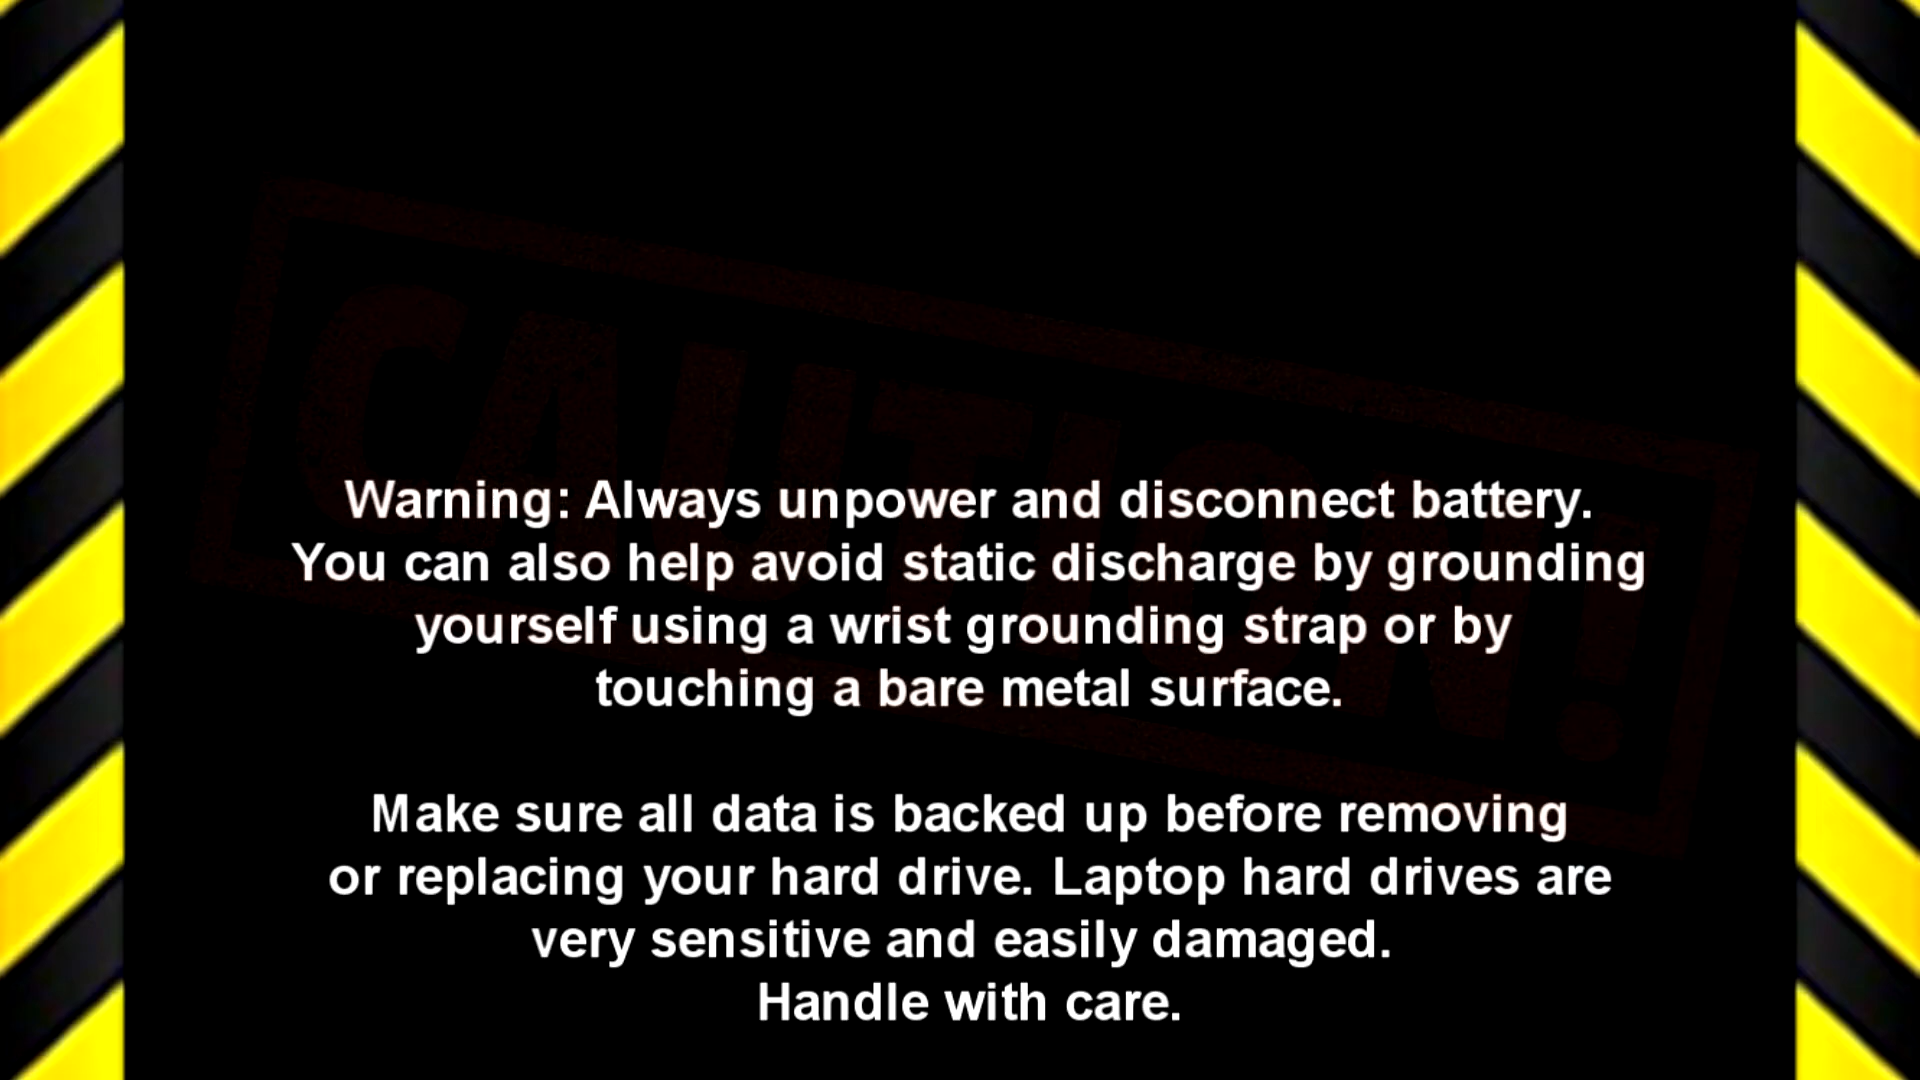 CAUTION!
Warning: Always unpower and disconnect battery.
You can also help avoid static discharge by grounding
yourself using a wrist grounding strap or by
touching a bare metal surface.
Make sure all data is backed up before removing
or replacing your hard drive. Laptop hard drives are
very sensitive and easily damaged.
Handle with care.